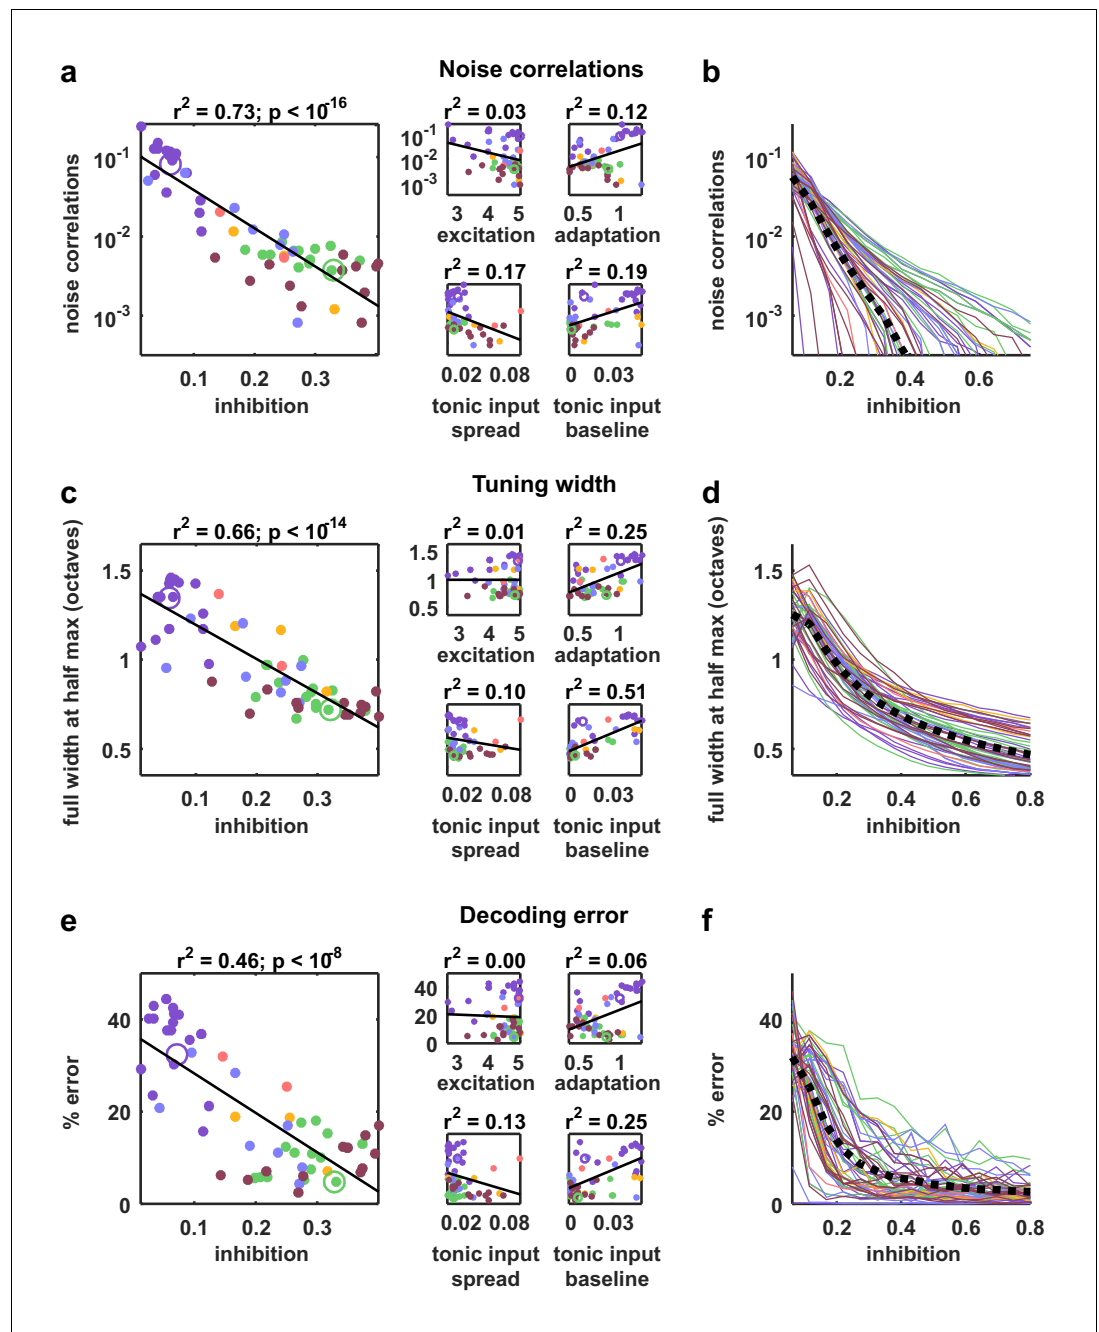 a
Noise correlations
b
r2 = 0.73; p < 10-16
r2 = 0.03
r2 = 0.12
noise correlations
10-1
10-2
10-3
0.1 0.2 0.3
inhibition
10-1
10-2
10-3
3 4 5
excitation
0.5 1
adaptation
r2 = 0.17
r2 = 0.19
0.02 0.08
tonic input
spread
0 0.03
tonic input
baseline
noise correlations
10-1
10-2
10-3
0.2 0.4 0.6
inhibition
c
Tuning width
d
r2 = 0.66; p < 10-14
r2 = 0.01
r2 = 0.25
full width at half max (octaves)
1.5
1
0.5
0.1 0.2 0.3
inhibition
1.5
1
0.5
3 4 5
excitation
0.5 1
adaptation
r2 = 0.10
r2 = 0.51
0.02 0.08
tonic input
spread
0 0.03
tonic input
baseline
full width at half max (octaves)
1.5
1
0.5
0.2 0.4 0.6 0.8
inhibition
e
Decoding error
f
r2 = 0.46; p < 10-8
r2 = 0.00
r2 = 0.06
% error
40
20
0
0.1 0.2 0.3
inhibition
40
20
0
3 4 5
excitation
0.5 1
adaptation
r2 = 0.13
r2 = 0.25
0.02 0.08
tonic input
spread
0 0.03
tonic input
baseline
% error
40
20
0
0.2 0.4 0.6 0.8
inhibition